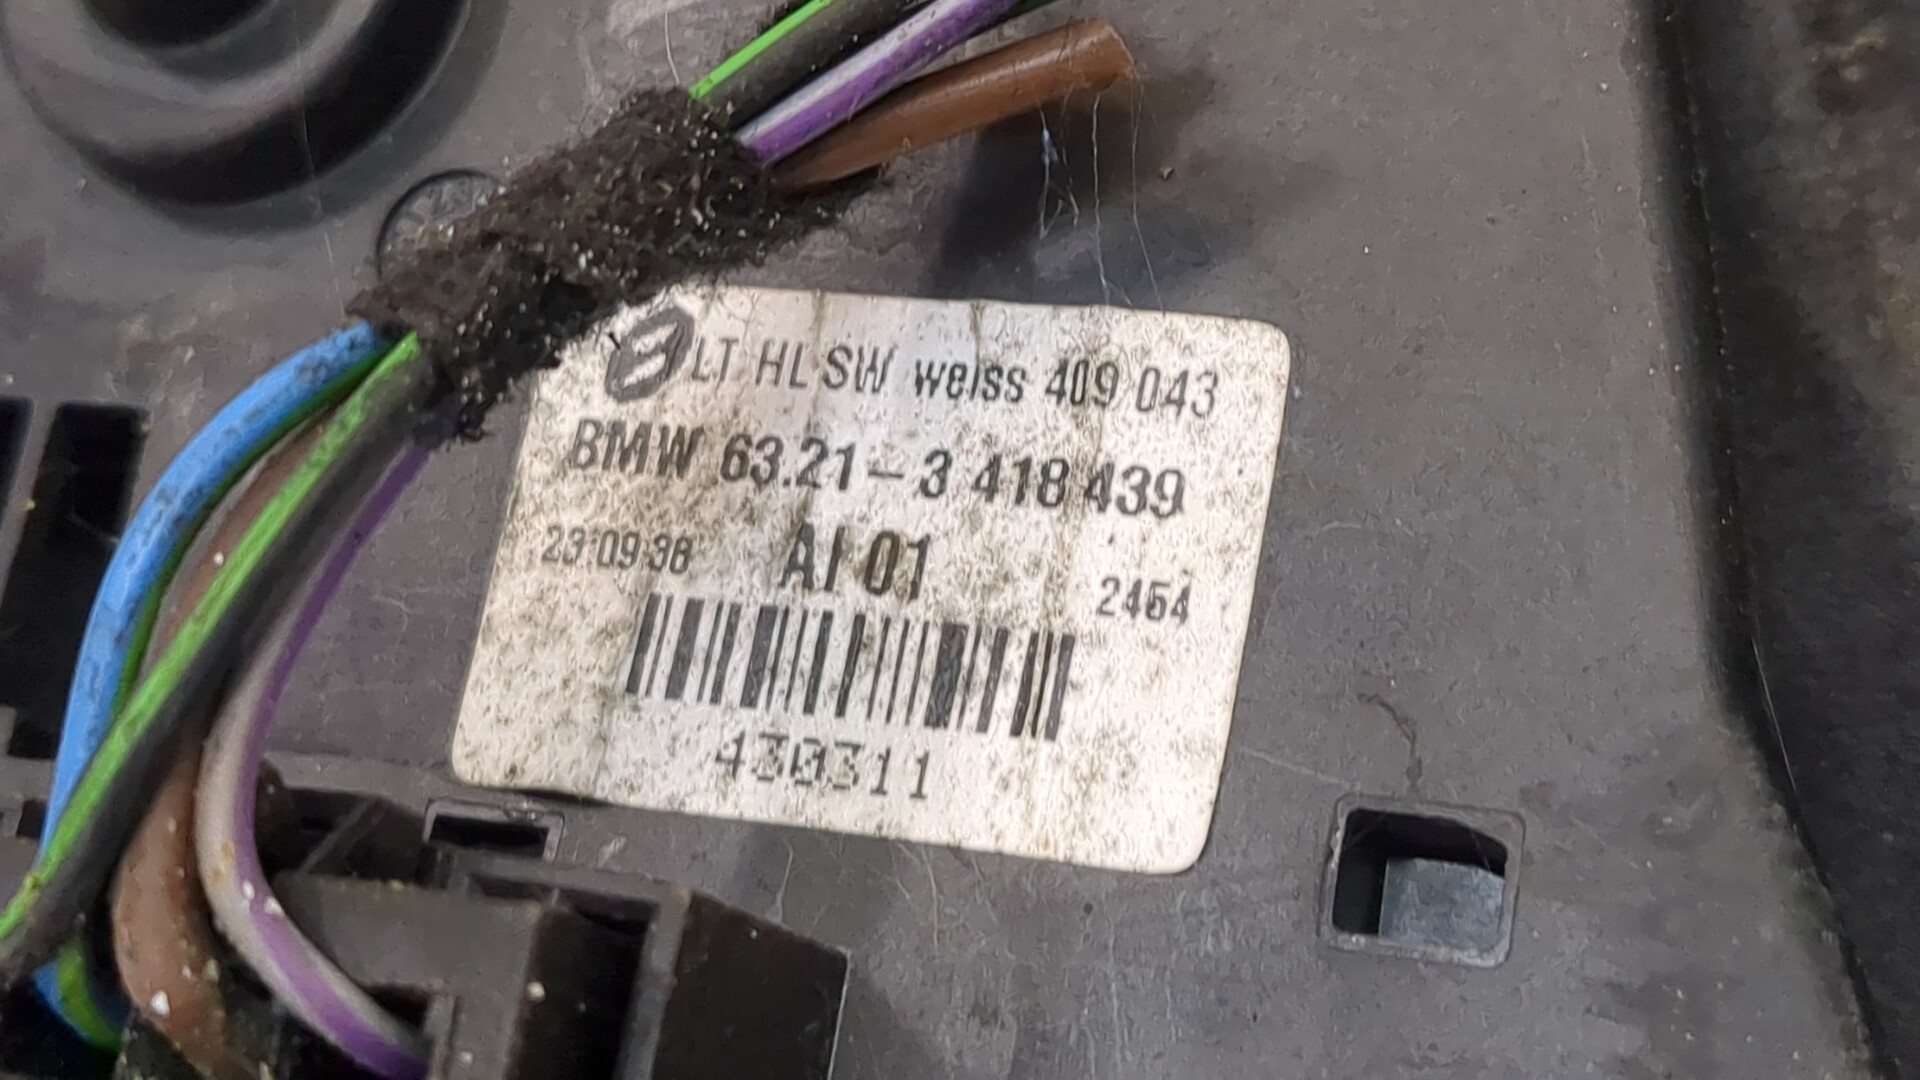 LT HL SW weiss 409 043
BMW 63.21-3 418 439
23:09:38 AI 01 2454
430311